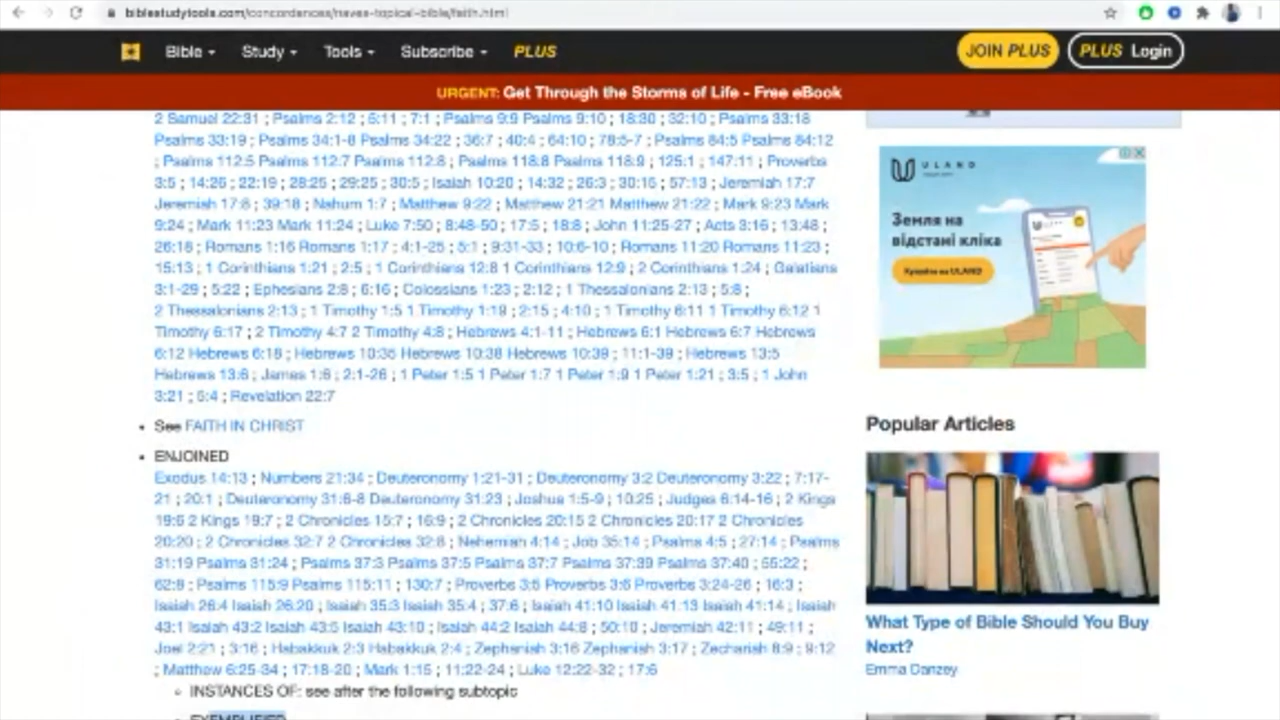 biblestudytools.com/concordances/naves-topical-bible/faith.html
Bible Study Tools Subscribe PLUS JOIN PLUS PLUS Login
URGENT: Get Through the Storms of Life - Free eBook
2 Samuel 22:31 ; Psalms 2:12 ; 5:11 ; 7:1 ; Psalms 9:9 Psalms 9:10 ; 18:30 ; 32:10 ; Psalms 33:18
Psalms 33:19 ; Psalms 34:1-8 Psalms 34:22 ; 36:7 ; 40:4 ; 64:10 ; 78:5-7 ; Psalms 84:5 Psalms 84:12
; Psalms 112:5 Psalms 112:7 Psalms 112:8 ; Psalms 118:8 Psalms 118:9 ; 125:1 ; 147:11 ; Proverbs
3:5 ; 14:26 ; 22:19 ; 28:25 ; 29:25 ; 30:5 ; Isaiah 10:20 ; 14:32 ; 26:3 ; 30:15 ; 57:13 ; Jeremiah 17:7
Jeremiah 17:8 ; 39:18 ; Nahum 1:7 ; Matthew 9:22 ; Matthew 21:21 Matthew 21:22 ; Mark 9:23 Mark
9:24 ; Mark 11:23 Mark 11:24 ; Luke 7:50 ; 8:48-50 ; 17:5 ; 18:8 ; John 11:25-27 ; Acts 3:16 ; 13:48 ;
26:18 ; Romans 1:16 Romans 1:17 ; 4:1-25 ; 5:1 ; 9:31-33 ; 10:6-10 ; Romans 11:20 Romans 11:23 ;
15:13 ; 1 Corinthians 1:21 ; 2:5 ; 1 Corinthians 12:8 1 Corinthians 12:9 ; 2 Corinthians 1:24 ; Galatians
3:1-29 ; 5:22 ; Ephesians 2:8 ; 6:16 ; Colossians 1:23 ; 2:12 ; 1 Thessalonians 2:13 ; 5:8 ;
2 Thessalonians 2:13 ; 1 Timothy 1:5 1 Timothy 1:19 ; 2:15 ; 4:10 ; 1 Timothy 6:11 1 Timothy 6:12 1
Timothy 6:17 ; 2 Timothy 4:7 2 Timothy 4:8 ; Hebrews 4:1-11 ; Hebrews 6:1 Hebrews 6:7 Hebrews
6:12 Hebrews 6:18 ; Hebrews 10:35 Hebrews 10:38 Hebrews 10:39 ; 11:1-39 ; Hebrews 13:5
Hebrews 13:6 ; James 1:6 ; 2:1-26 ; 1 Peter 1:5 1 Peter 1:7 1 Peter 1:9 1 Peter 1:21 ; 3:5 ; 1 John
3:21 ; 5:4 ; Revelation 22:7
• See FAITH IN CHRIST
• ENJOINED
Exodus 14:13 ; Numbers 21:34 ; Deuteronomy 1:21-31 ; Deuteronomy 3:2 Deuteronomy 3:22 ; 7:17-
21 ; 20:1 ; Deuteronomy 31:6-8 Deuteronomy 31:23 ; Joshua 1:5-9 ; 10:25 ; Judges 6:14-16 ; 2 Kings
19:6 2 Kings 19:7 ; 2 Chronicles 15:7 ; 16:9 ; 2 Chronicles 20:15 2 Chronicles 20:17 2 Chronicles
20:20 ; 2 Chronicles 32:7 2 Chronicles 32:8 ; Nehemiah 4:14 ; Job 35:14 ; Psalms 4:5 ; 27:14 ; Psalms
31:19 Psalms 31:24 ; Psalms 37:3 Psalms 37:5 Psalms 37:7 Psalms 37:39 Psalms 37:40 ; 55:22 ;
62:8 ; Psalms 115:9 Psalms 115:11 ; 130:7 ; Proverbs 3:5 Proverbs 3:6 Proverbs 3:24-26 ; 16:3 ;
Isaiah 26:4 Isaiah 26:20 ; Isaiah 35:3 Isaiah 35:4 ; 37:6 ; Isaiah 41:10 Isaiah 41:13 Isaiah 41:14 ; Isaiah
43:1 Isaiah 43:2 Isaiah 43:5 Isaiah 43:10 ; Isaiah 44:2 Isaiah 44:8 ; 50:10 ; Jeremiah 42:11 ; 49:11 ;
Joel 2:21 ; 3:16 ; Habakkuk 2:3 Habakkuk 2:4 ; Zephaniah 3:16 Zephaniah 3:17 ; Zechariah 8:9 ; 9:12
; Matthew 6:25-34 ; 17:18-20 ; Mark 1:15 ; 11:22-24 ; Luke 12:22-32 ; 17:6
INSTANCES OF: see after the following subtopic
EXEMPLIFIED
ULAND
Земля на
відстані кліка
Купуйте на ULAND
Popular Articles
What Type of Bible Should You Buy
Next?
Emma Danzey